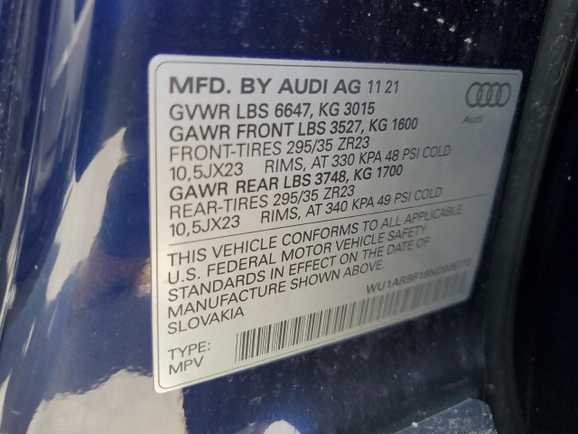 MFD. BY AUDI AG 11 21
GVWR LBS 6647, KG 3015
GAWR FRONT LBS 3527, KG 1600
FRONT-TIRES 295/35 ZR23
10,5JX23 RIMS, AT 330 KPA 48 PSI COLD
GAWR REAR LBS 3748, KG 1700
REAR-TIRES 295/35 ZR23
10,5JX23 RIMS, AT 340 KPA 49 PSI COLD
THIS VEHICLE CONFORMS TO ALL APPLICABLE
U.S. FEDERAL MOTOR VEHICLE SAFETY
STANDARDS IN EFFECT ON THE DATE OF
MANUFACTURE SHOWN ABOVE
SLOVAKIA
TYPE:
MPV
Audi